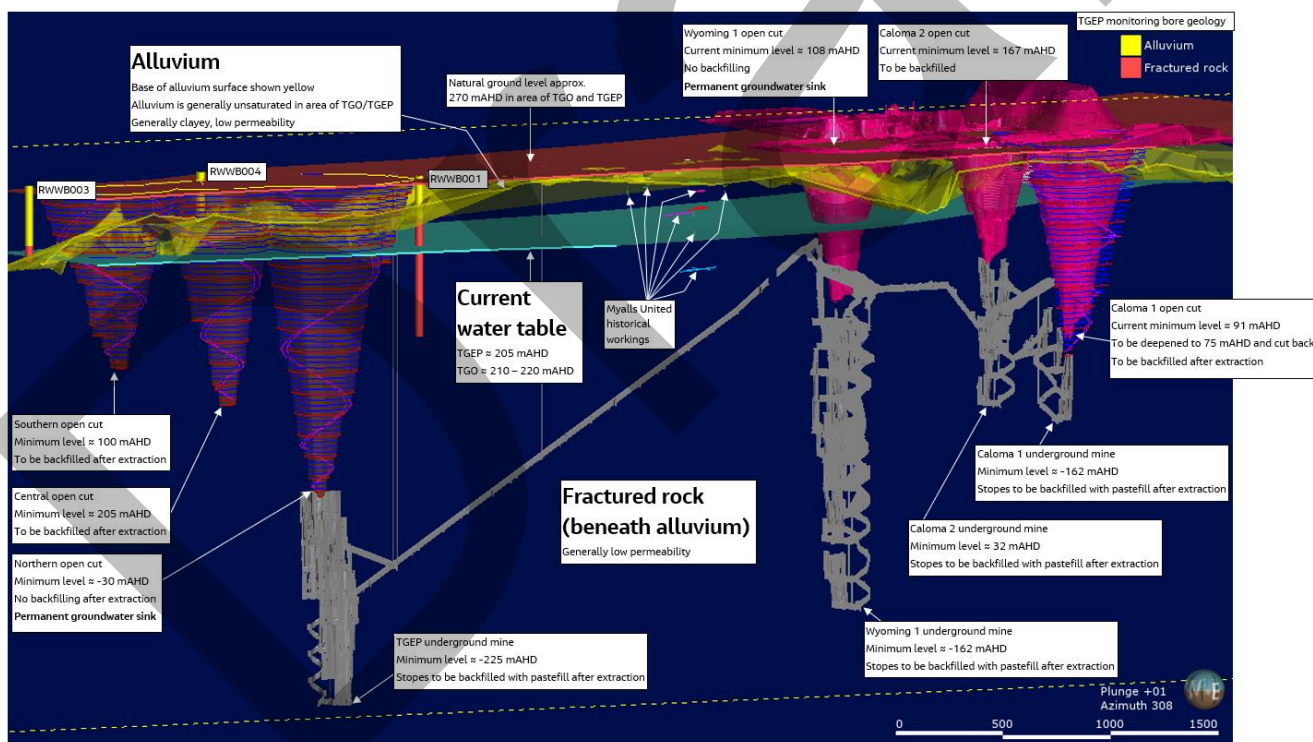 TGEP monitoring bore geology
Alluvium
Fractured rock
Alluvium
Base of alluvium surface shown yellow
Alluvium is generally unsaturated in area of TGO/TGEP
Generally clayey, low permability
Natural ground level approx.
270 mAHD in area of TGO and TGEP
Wyoming 1 open cut
Current minimum level ≈ 108 mAHD
No backfilling
Permanent groundwater sink
Caloma 2 open cut
Current minimum level ≈ 167 mAHD
To be backfilled
RWWB003
RWWB004
RWWB001
Current
water table
TGEP ≈ 205 mAHD
TGO ≈ 210 – 220 mAHD
Myalls United
historical
workings
Caloma 1 open cut
Current minimum level ≈ 91 mAHD
To be deepened to 75 mAHD and cut back
To be backfilled after extraction
Southern open cut
Minimum level ≈ 100 mAHD
To be backfilled after extraction
Central open cut
Minimum level ≈ 205 mAHD
To be backfilled after extraction
Northern open cut
Minimum level ≈ -30 mAHD
No backfilling after extraction
Permanent groundwater sink
Fractured rock
(beneath alluvium)
Generally low permeability
Caloma 1 underground mine
Minimum level ≈ -162 mAHD
Stopes to be backfilled with pastefill after extraction
Caloma 2 underground mine
Minimum level ≈ 32 mAHD
Stopes to be backfilled with pastefill after extraction
TGEP underground mine
Minimum level ≈ -225 mAHD
Stopes to be backfilled with pastefill after extraction
Wyoming 1 underground mine
Minimum level ≈ -162 mAHD
Stopes to be backfilled with pastefill after extraction
Plunge +01
Azimuth 308
0 500 1000 1500